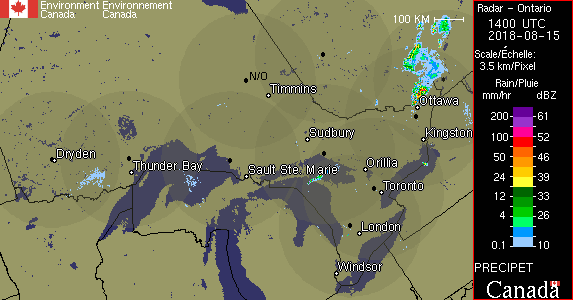 Environment Environnement
Canada Canada
100 KM
N/O
Timmins
Ottawa
Sudbury
Kingston
Dryden
Thunder Bay
Sault Ste. Marie
Orillia
Toronto
London
Windsor
Radar - Ontario
1400 UTC
2018-08-15
Scale/Échelle:
3.5 km/Pixel
Rain/Pluie
mm/hr dBZ
200 61
100 52
50 46
24 39
12 33
4 26
0.1 10
PRECIPET
Canada